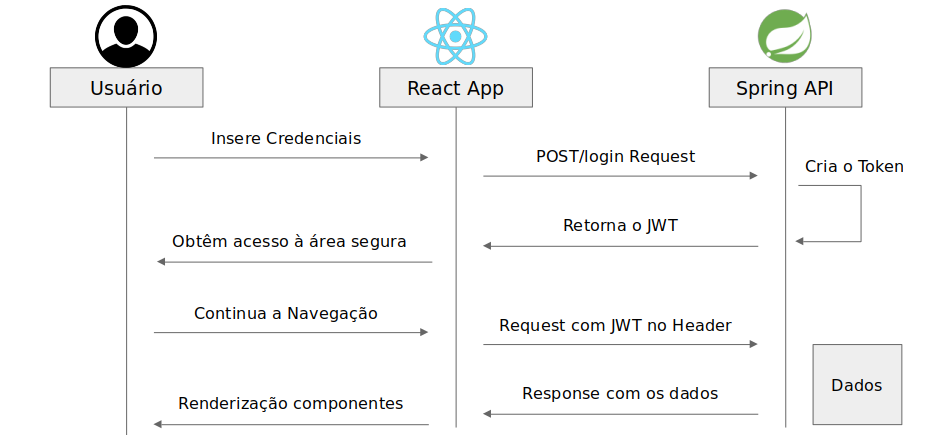 Usuário
React App
Spring API
Insere Credenciais
POST/login Request
Cria o Token
Retorna o JWT
Obtêm acesso à área segura
Continua a Navegação
Request com JWT no Header
Dados
Response com os dados
Renderização componentes